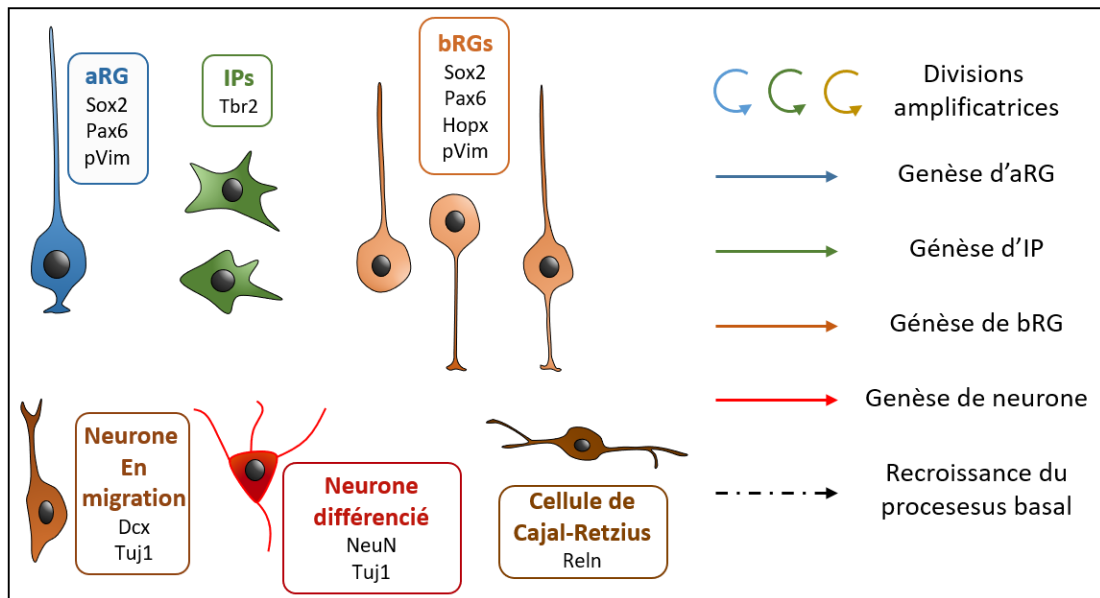 aRG
Sox2
Pax6
pVim
IPs
Tbr2
bRGs
Sox2
Pax6
Hopx
pVim
Divisions
amplificatrices
Genèse d'aRG
Génèse d'IP
Génèse de bRG
Genèse de neurone
Recroissance du
procesesus basal
Neurone
En
migration
Dcx
Tuj1
Neurone
différencié
NeuN
Tuj1
Cellule de
Cajal-Retzius
Reln